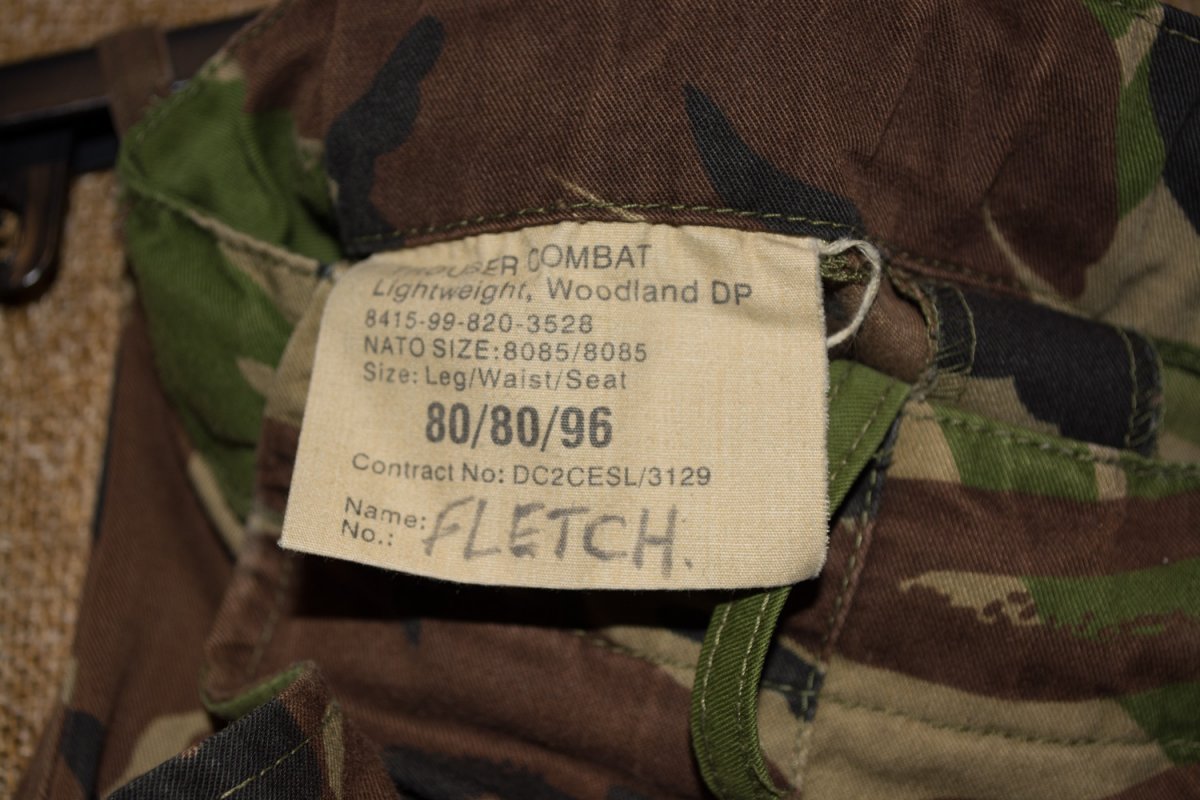 TROUSER COMBAT
Lightweight, Woodland DP
8415-99-820-3528
NATO SIZE:8085/8085
Size: Leg/Waist/Seat
80/80/96
Contract No: DC2CESL/3129
Name: FLETCH.
No.: